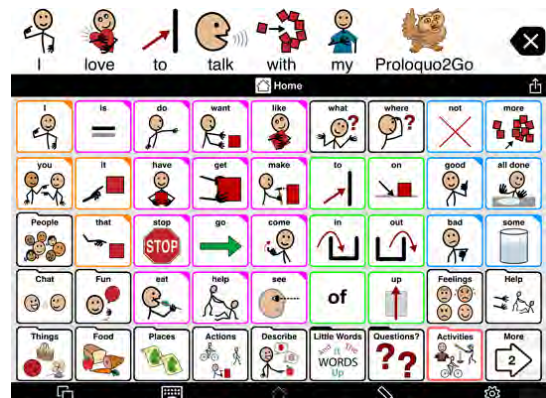 I love to talk with my Proloquo2Go
Home
I is do want like what where not more
you it have get make to on good all done
People that stop go come in out bad some
STOP
Chat Fun eat help see of up Feelings Help
Things Food Places Actions Describe Little Words Questions? Activities More
and it The
WORDS
Up
??
2